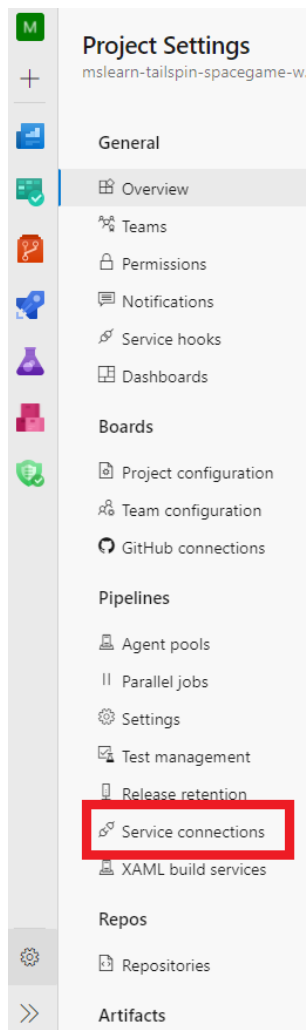 M
Project Settings
mslearn-tailspin-spacegame-w.
General
Overview
Teams
Permissions
Notifications
Service hooks
Dashboards
Boards
Project configuration
Team configuration
GitHub connections
Pipelines
Agent pools
Parallel jobs
Settings
Test management
Release retention
Service connections
XAML build services
Repos
Repositories
Artifacts